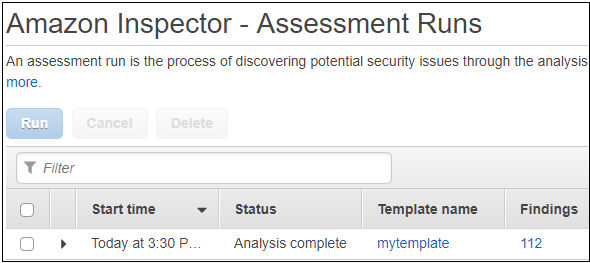 Amazon Inspector - Assessment Runs
An assessment run is the process of discovering potential security issues through the analysis
more.
Run Cancel Delete
Filter
Start time Status Template name Findings
Today at 3:30 P... Analysis complete mytemplate 112